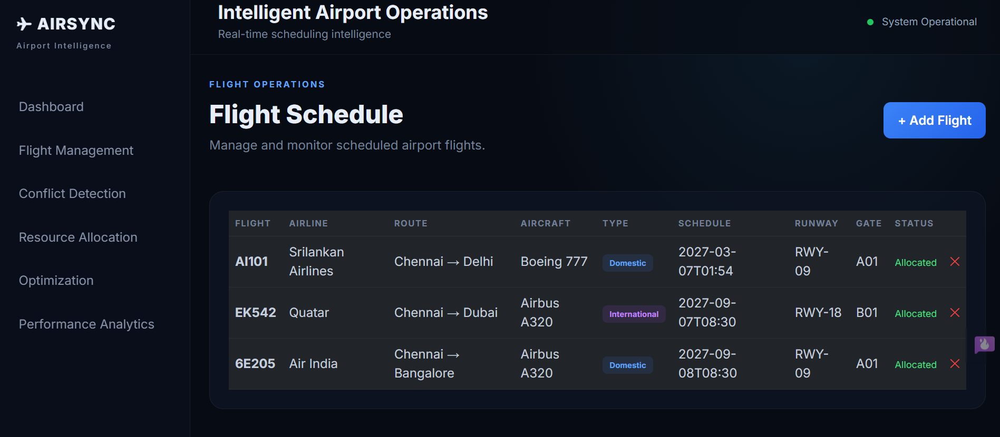 AIRSYNC
Airport Intelligence
Dashboard
Flight Management
Conflict Detection
Resource Allocation
Optimization
Performance Analytics
Intelligent Airport Operations
Real-time scheduling intelligence
System Operational
FLIGHT OPERATIONS
Flight Schedule
Manage and monitor scheduled airport flights.
+ Add Flight
FLIGHT AIRLINE ROUTE AIRCRAFT TYPE SCHEDULE RUNWAY GATE STATUS
AI101 Srilankan Airlines Chennai → Delhi Boeing 777 Domestic 2027-03-07T01:54 RWY-09 A01 Allocated
EK542 Quatar Chennai → Dubai Airbus A320 International 2027-09-07T08:30 RWY-18 B01 Allocated
6E205 Air India Chennai → Bangalore Airbus A320 Domestic 2027-09-08T08:30 RWY-09 A01 Allocated